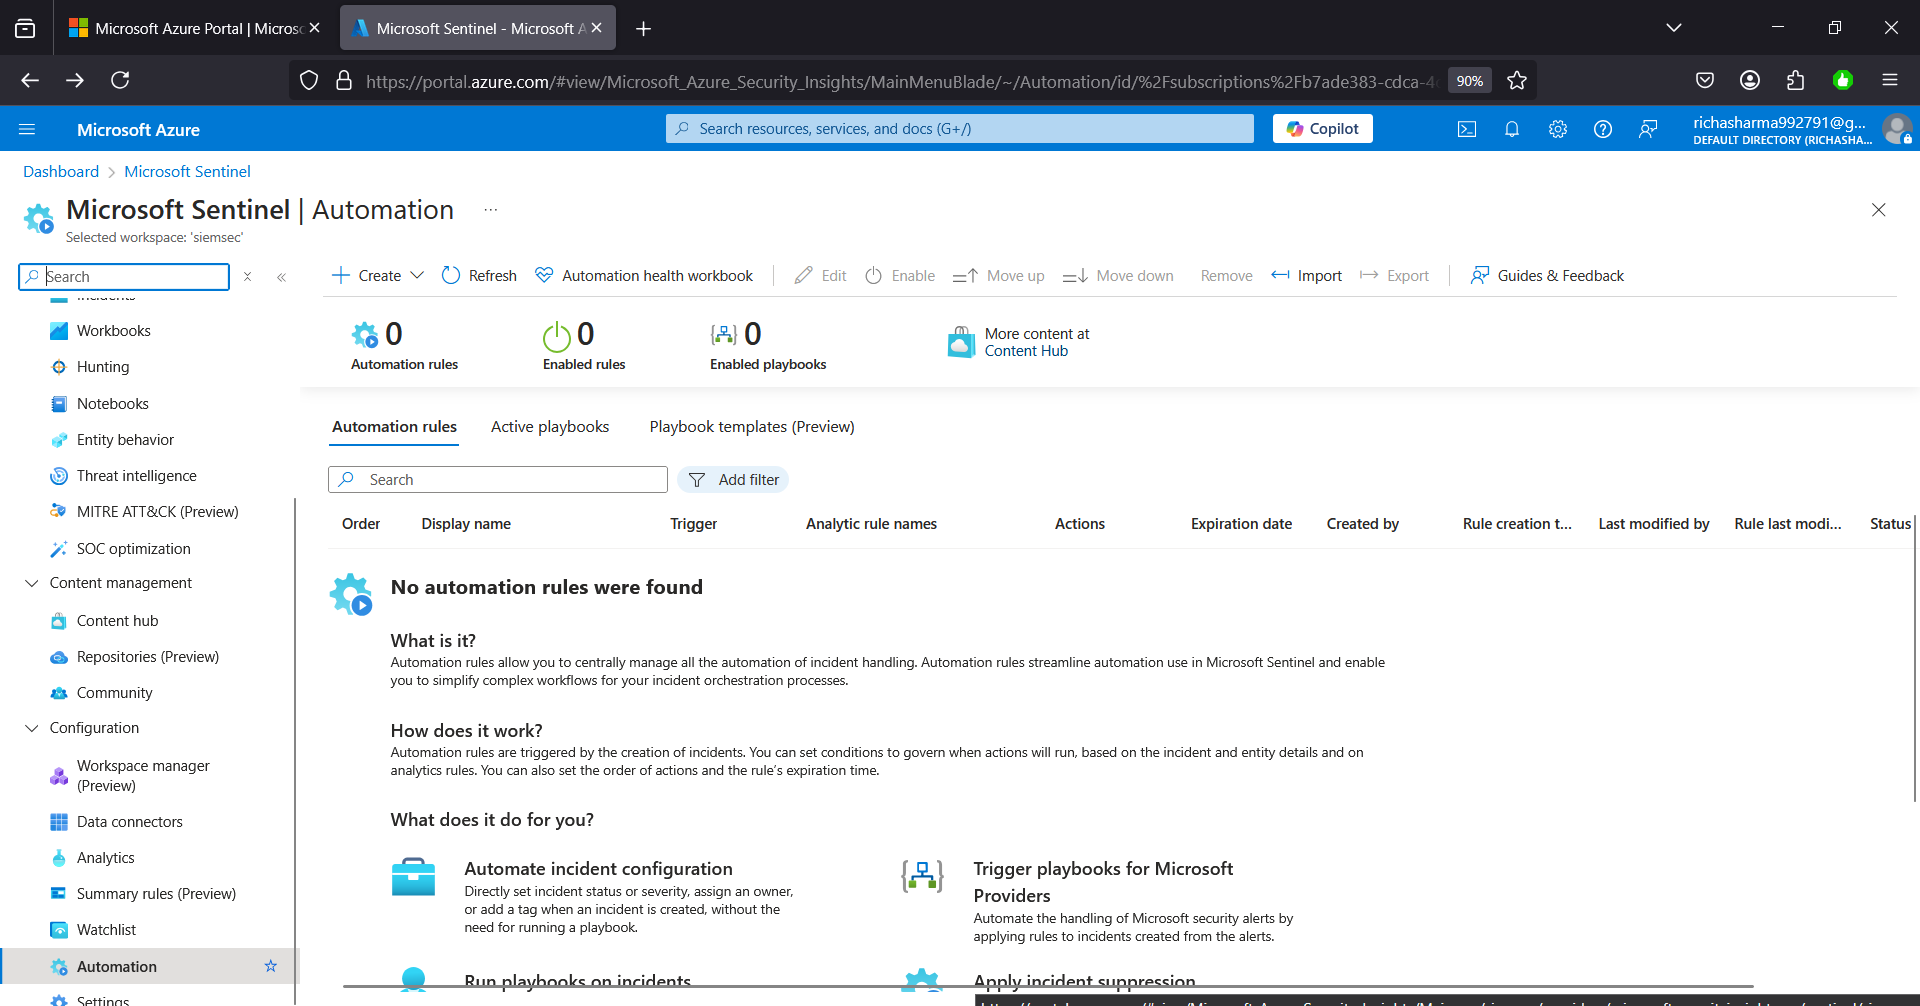 Microsoft Azure Portal | Microsc
Microsoft Sentinel - Microsoft A
https://portal.azure.com/#view/Microsoft_Azure_Security_Insights/MainMenuBlade/~/Automation/id/%2Fsubscriptions%2Fb7ade383-cdca-4c
90%
Microsoft Azure
Search resources, services, and docs (G+/)
Copilot
richasharma992791@g...
DEFAULT DIRECTORY (RICHASHA...
Dashboard > Microsoft Sentinel
Microsoft Sentinel | Automation ...
Selected workspace: 'siemsec'
Search
Incidents
Workbooks
Hunting
Notebooks
Entity behavior
Threat intelligence
MITRE ATT&CK (Preview)
SOC optimization
Content management
Content hub
Repositories (Preview)
Community
Configuration
Workspace manager
(Preview)
Data connectors
Analytics
Summary rules (Preview)
Watchlist
Automation
Settings
Create Refresh Automation health workbook Edit Enable Move up Move down Remove Import Export Guides & Feedback
0
Automation rules
0
Enabled rules
0
Enabled playbooks
More content at
Content Hub
Automation rules Active playbooks Playbook templates (Preview)
Search Add filter
Order Display name Trigger Analytic rule names Actions Expiration date Created by Rule creation t... Last modified by Rule last modi... Status
No automation rules were found
What is it?
Automation rules allow you to centrally manage all the automation of incident handling. Automation rules streamline automation use in Microsoft Sentinel and enable
you to simplify complex workflows for your incident orchestration processes.
How does it work?
Automation rules are triggered by the creation of incidents. You can set conditions to govern when actions will run, based on the incident and entity details and on
analytics rules. You can also set the order of actions and the rule's expiration time.
What does it do for you?
Automate incident configuration
Directly set incident status or severity, assign an owner,
or add a tag when an incident is created, without the
need for running a playbook.
Trigger playbooks for Microsoft
Providers
Automate the handling of Microsoft security alerts by
applying rules to incidents created from the alerts.
Run playbooks on incidents
Apply incident suppression